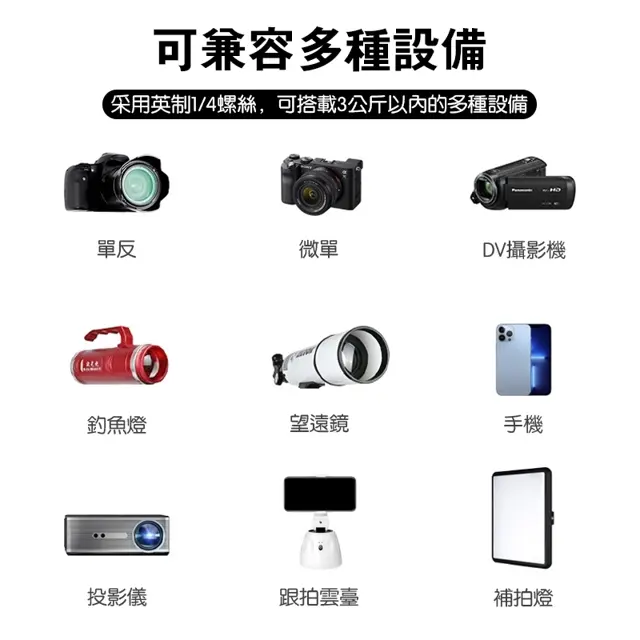 可兼容多種設備
采用英制1/4螺絲，可搭載3公斤以內的多種設備
單反
微單
DV攝影機
Panasonic
HD
釣魚燈
望遠鏡
手機
投影儀
跟拍雲臺
補拍燈